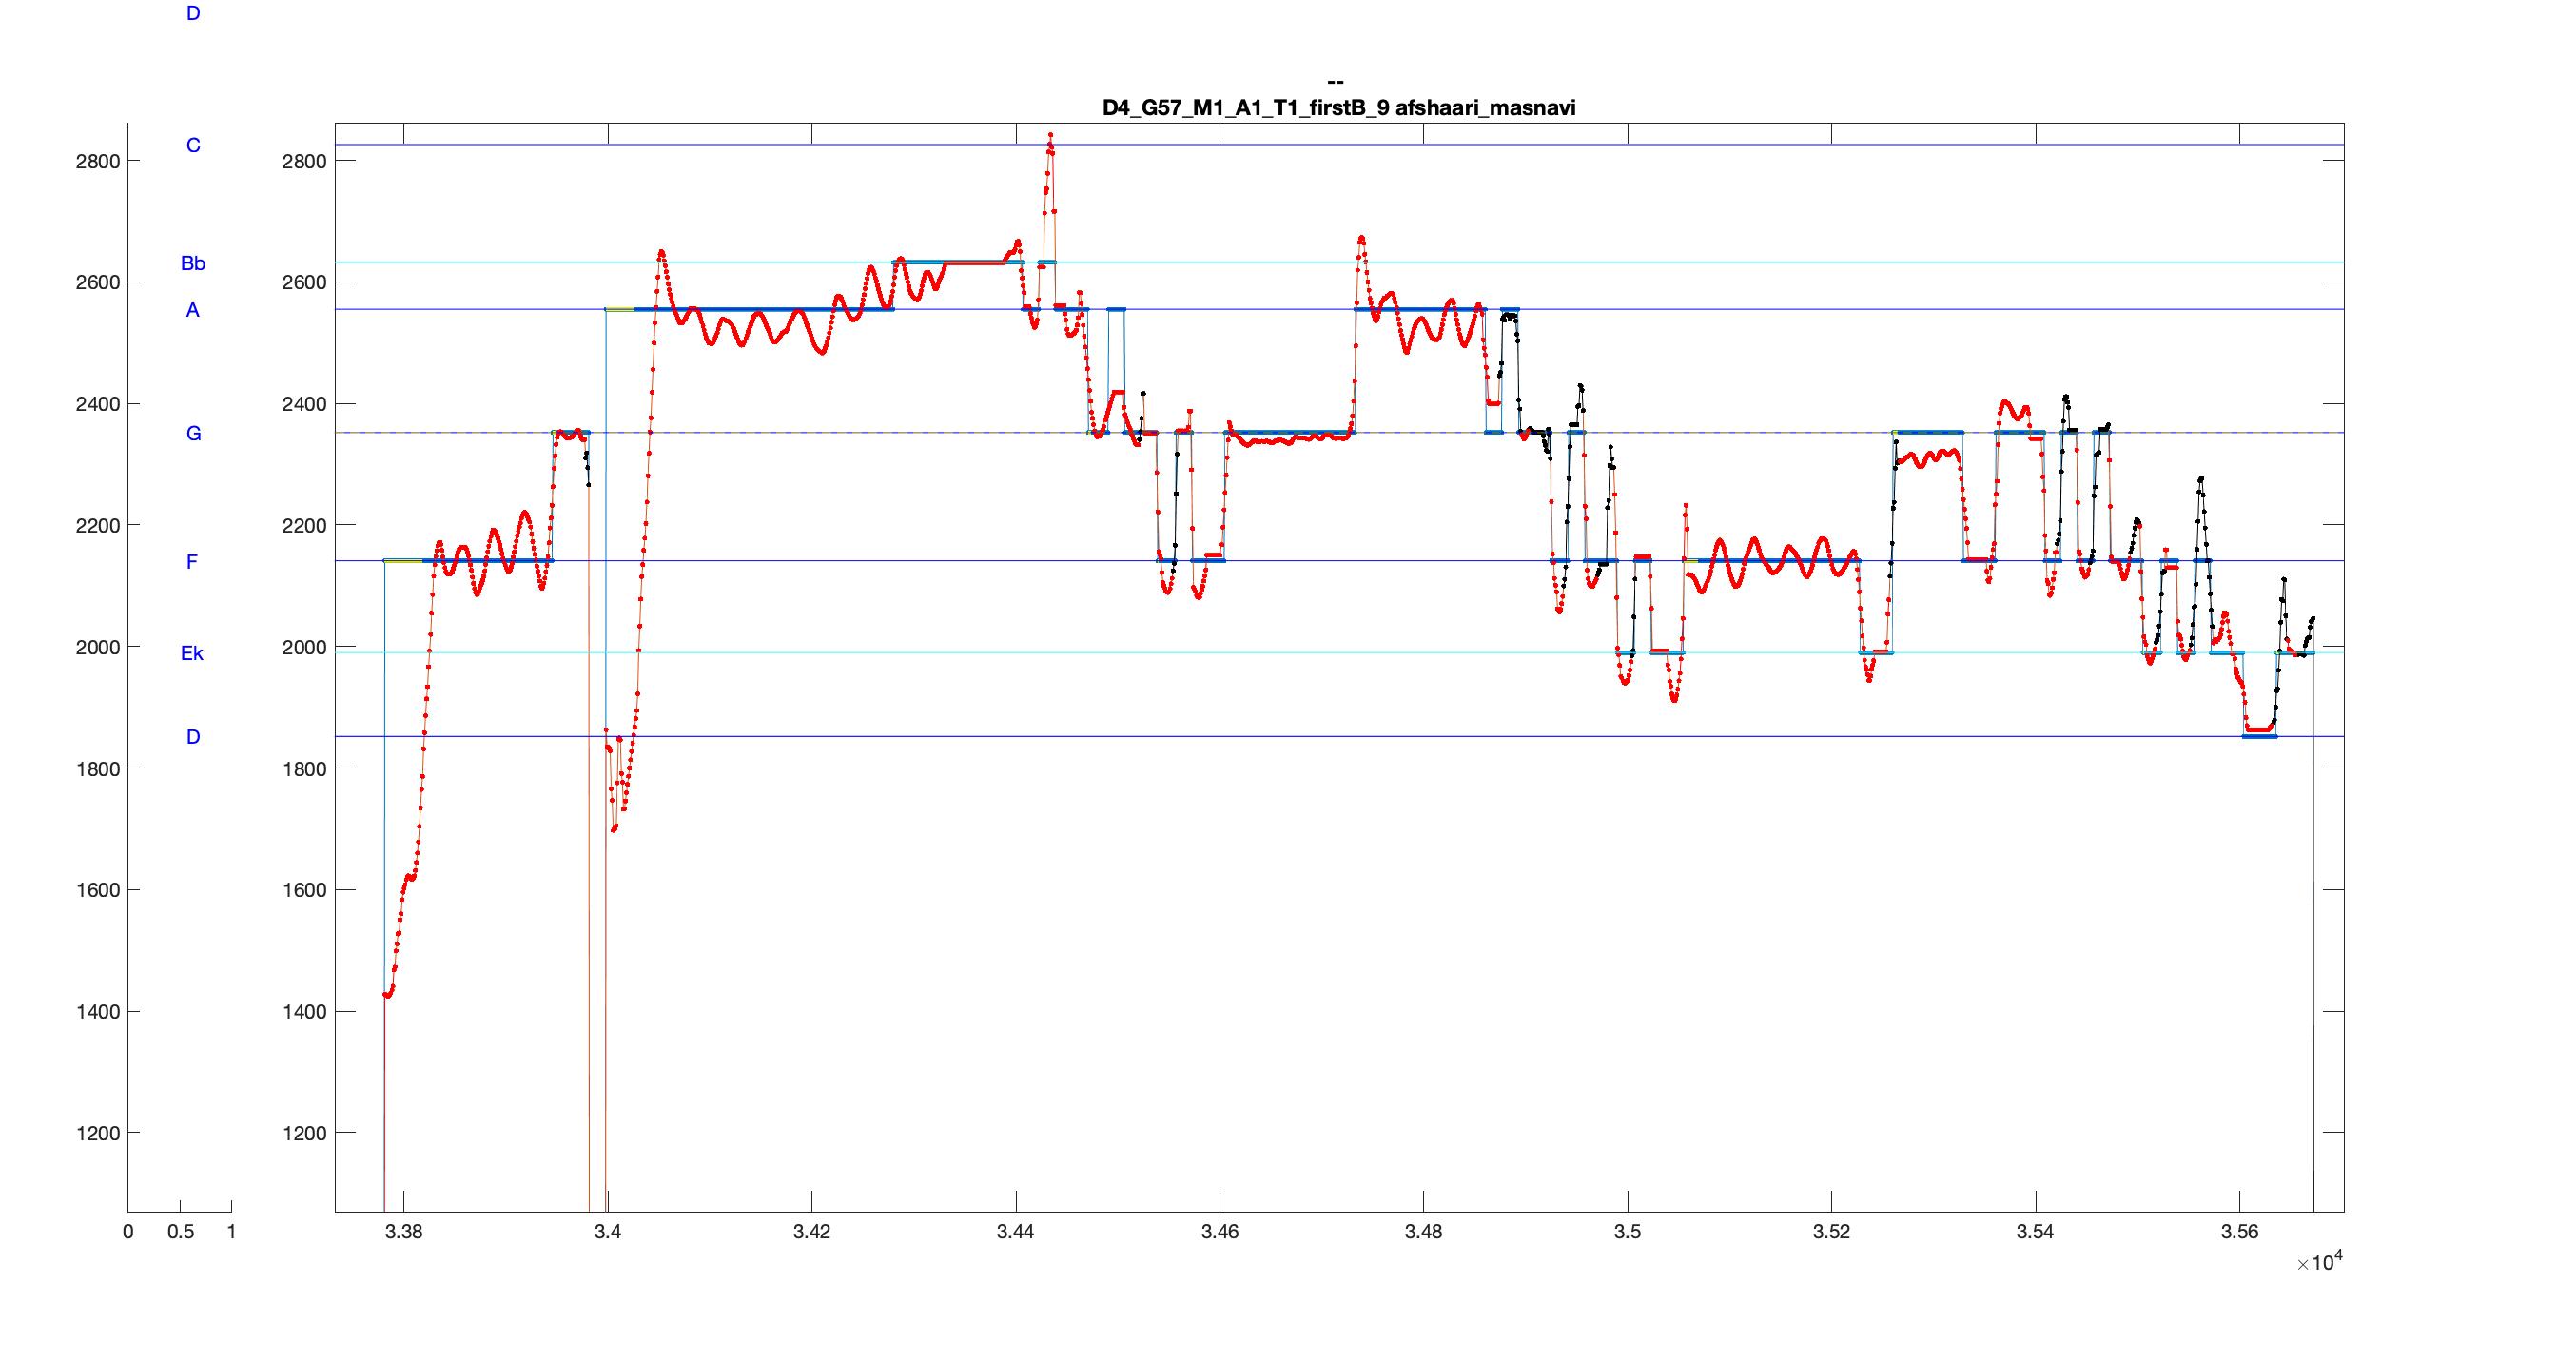 D
--
D4_G57_M1_A1_T1_firstB_9 afshaari_masnavi
C
2800 2800
Bb
2600 2600
A
2400 2400
G
2200 2200
F
2000 2000
Ek
D
1800 1800
1600 1600
1400 1400
1200 1200
0 0.5 1 3.38 3.4 3.42 3.44 3.46 3.48 3.5 3.52 3.54 3.56
×10⁴